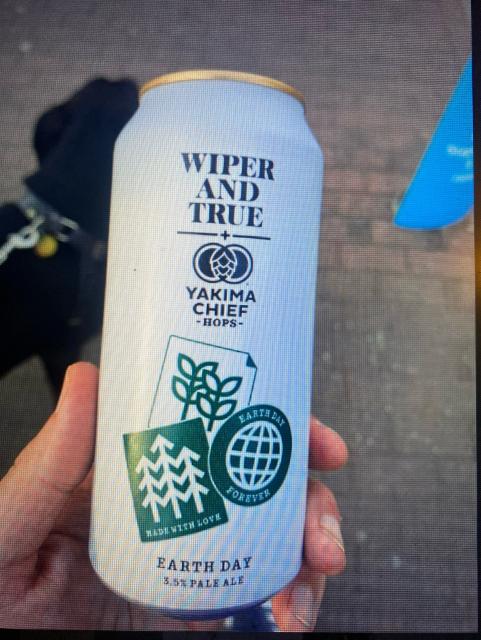 WIPER
AND
TRUE
+
YAKIMA
CHIEF
-HOPS-
EARTH DAY
FOREVER
MADE WITH LOVE
EARTH DAY
3.5% PALE ALE